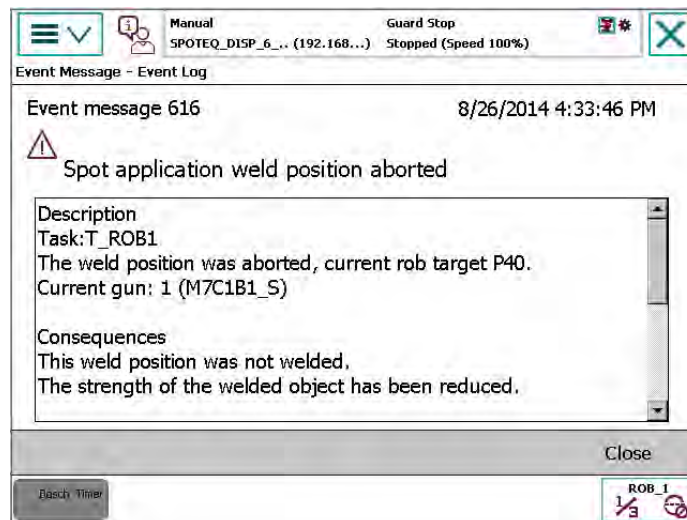 Manual
Guard Stop
SPOTEQ_DISP_6_.. (192.168...)
Stopped (Speed 100%)
Event Message - Event Log
Event message 616
8/26/2014 4:33:46 PM
Spot application weld position aborted
Description
Task:T_ROB1
The weld position was aborted, current rob target P40.
Current gun: 1 (M7C1B1_S)
Consequences
This weld position was not welded.
The strength of the welded object has been reduced.
Close
Bosch Timer
ROB_1
1/3